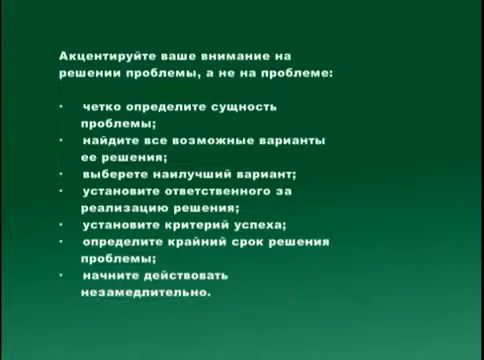 Акцентируйте ваше внимание на
решении проблемы, а не на проблеме:
• четко определите сущность
проблемы;
• найдите все возможные варианты
ее решения;
• выберете наилучший вариант;
• установите ответственного за
реализацию решения;
• установите критерий успеха;
• определите крайний срок решения
проблемы;
• начните действовать
незамедлительно.